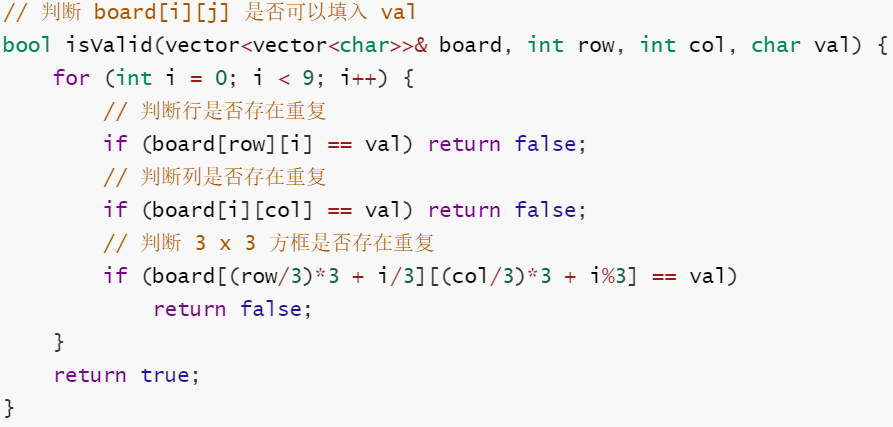 // 判断 board[i][j] 是否可以填入 val
bool isValid(vector<vector<char>>& board, int row, int col, char val) {
    for (int i = 0; i < 9; i++) {
        // 判断行是否存在重复
        if (board[row][i] == val) return false;
        // 判断列是否存在重复
        if (board[i][col] == val) return false;
        // 判断 3 x 3 方框是否存在重复
        if (board[(row/3)*3 + i/3][(col/3)*3 + i%3] == val)
            return false;
    }
    return true;
}